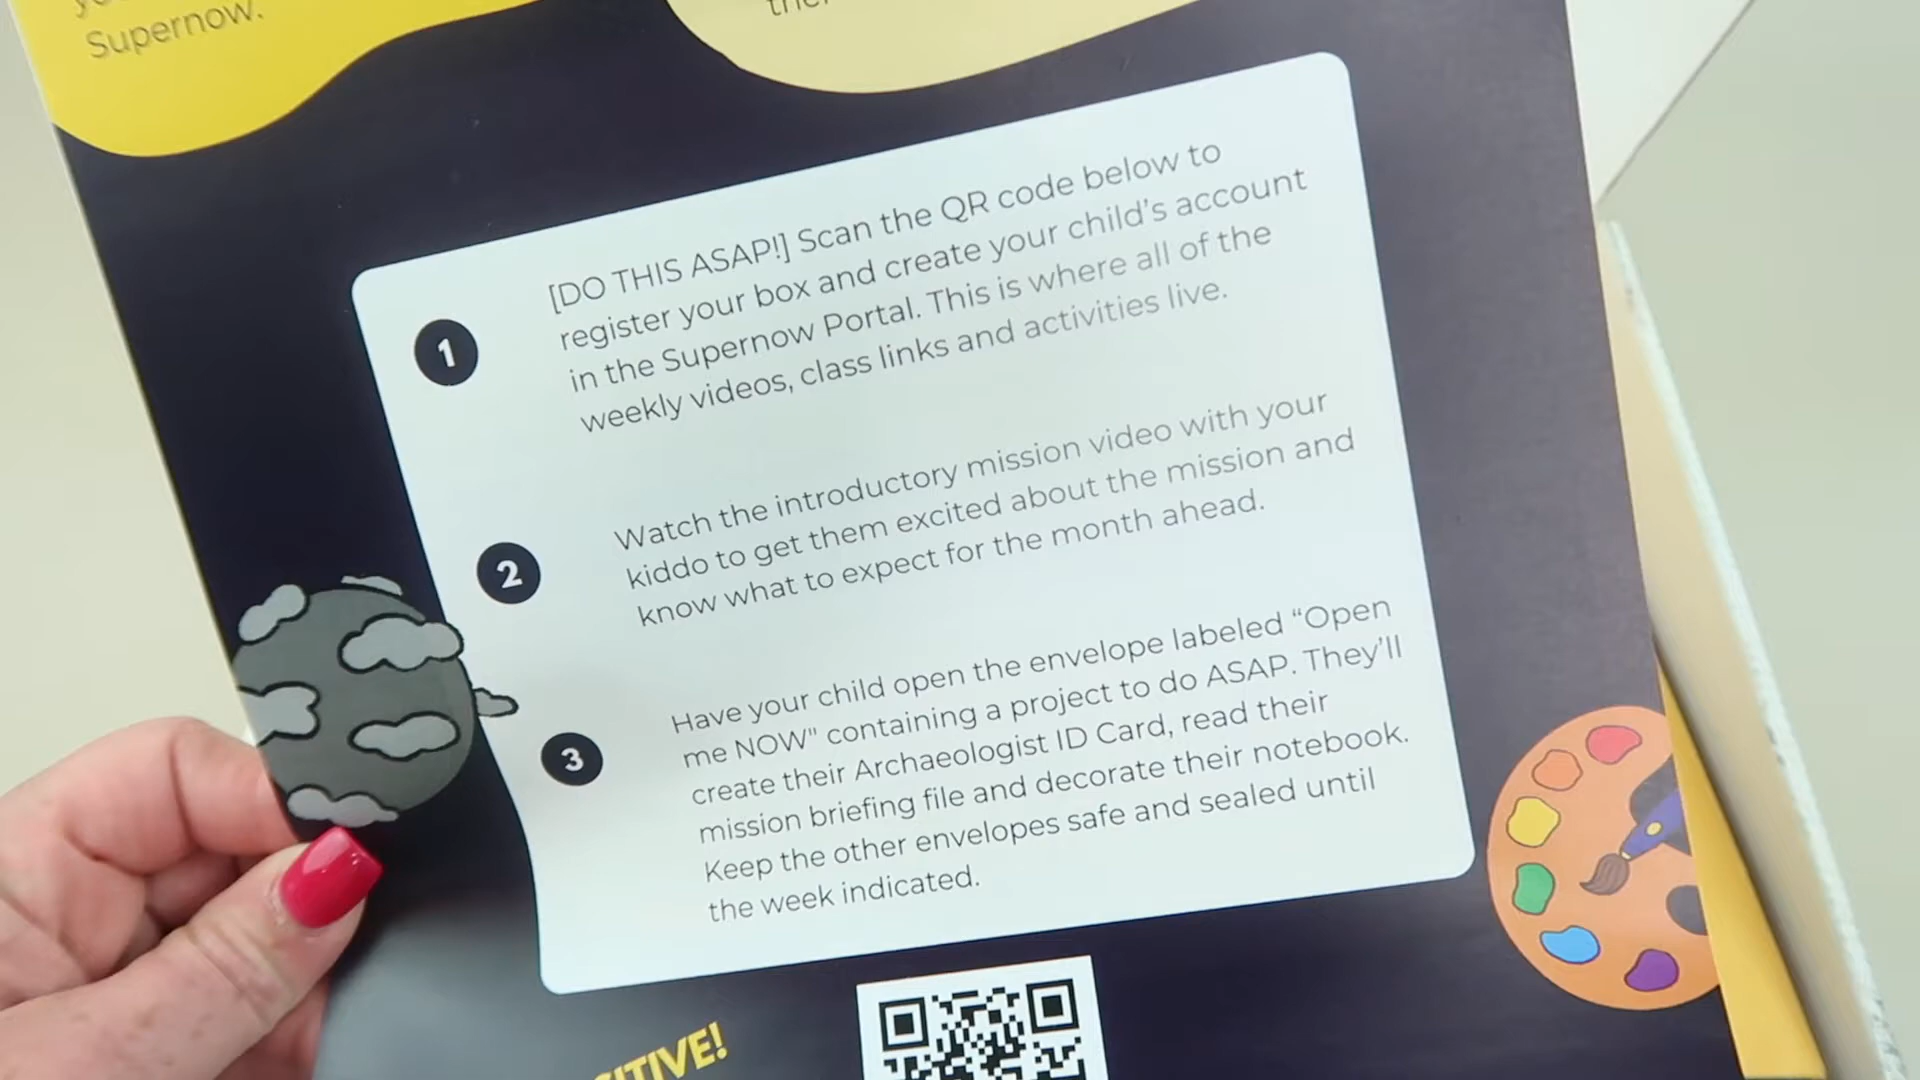 Supernow.
1
[DO THIS ASAP!] Scan the QR code below to
register your box and create your child's account
in the Supernow Portal. This is where all of the
weekly videos, class links and activities live.
2
Watch the introductory mission video with your
kiddo to get them excited about the mission and
know what to expect for the month ahead.
3
Have your child open the envelope labeled “Open
me NOW" containing a project to do ASAP. They'll
create their Archaeologist ID Card, read their
mission briefing file and decorate their notebook.
Keep the other envelopes safe and sealed until
the week indicated.